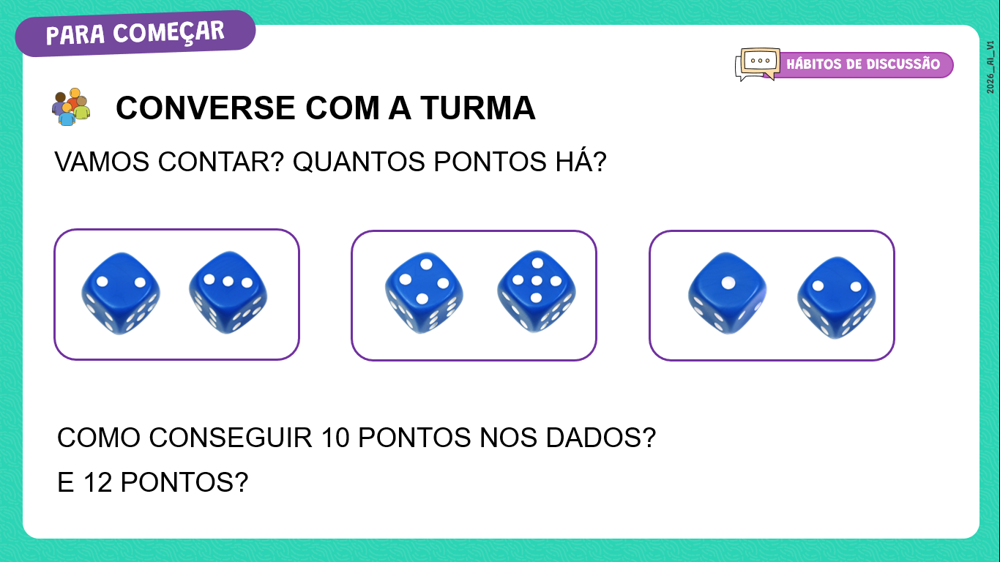 PARA COMEÇAR
HÁBITOS DE DISCUSSÃO
2026_AI_V1
CONVERSE COM A TURMA
VAMOS CONTAR? QUANTOS PONTOS HÁ?
COMO CONSEGUIR 10 PONTOS NOS DADOS?
E 12 PONTOS?